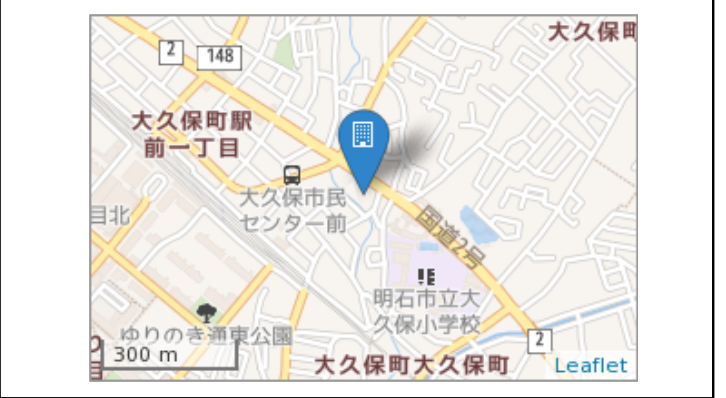 大久保町
2
148
大久保町駅
前一丁目
大久保市民
センター前
目北
国道2号
明石市立大
久保小学校
ゆりのき通東公園
2
300 m
大久保町大久保町
Leaflet